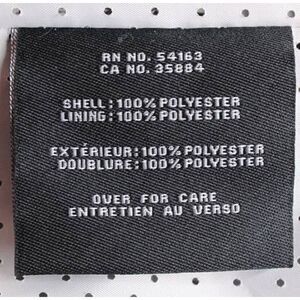 RN NO. 54163
CA NO. 35884
SHELL: 100% POLYESTER
LINING: 100% POLYESTER
EXTÉRIEUR: 100% POLYESTER
DOUBLURE: 100% POLYESTER
OVER FOR CARE
ENTRETIEN AU VERSO